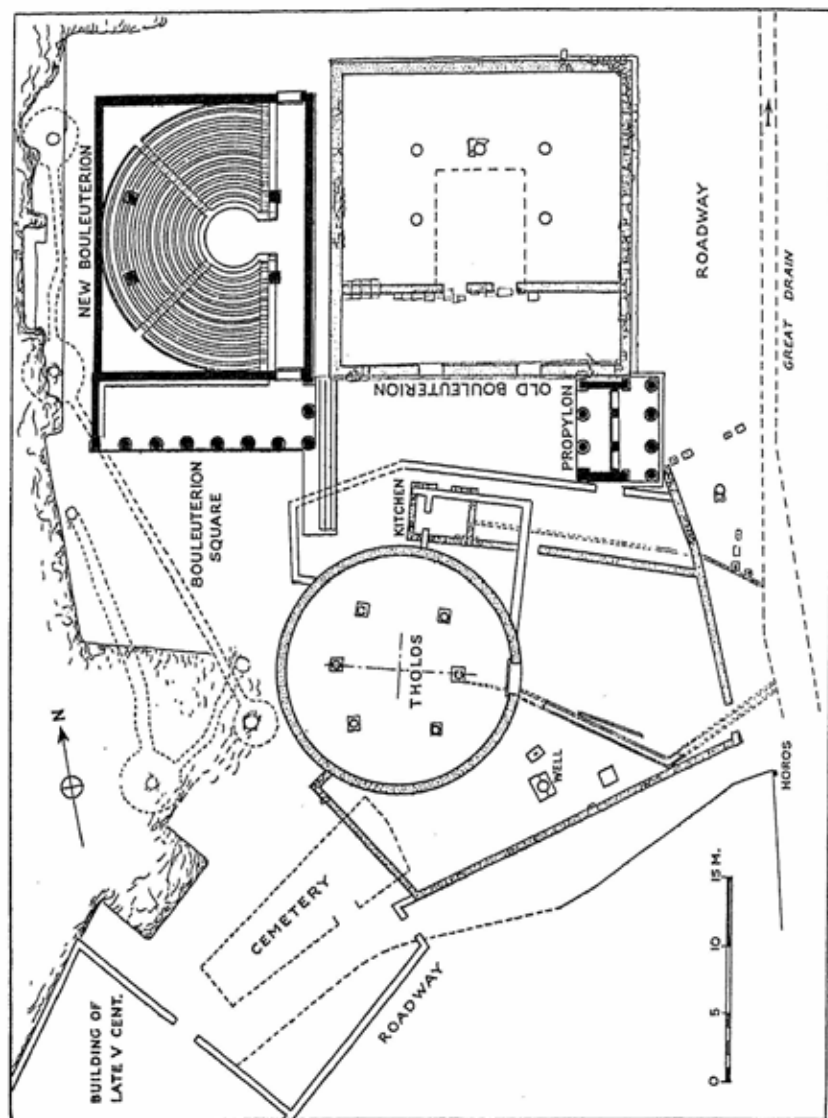 NEW BOULEUTERION
ROADWAY
GREAT DRAIN
OLD BOULEUTERION
PROPYLON
BOULEUTERION
SQUARE
KITCHEN
THOLOS
N
WELL
HOROS
CEMETERY
ROADWAY
BUILDING OF
LATE V CENT.
0 5 10 15 M.